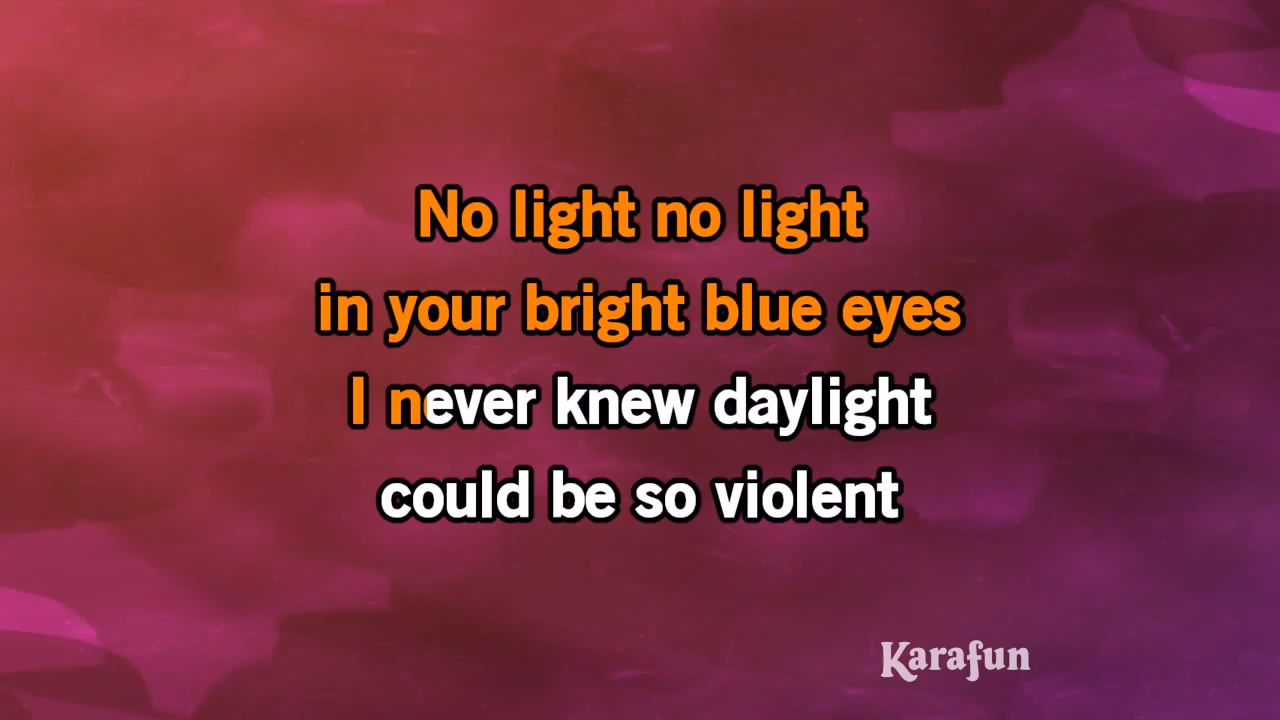 No light no light
in your bright blue eyes
I never knew daylight
could be so violent
Karafun